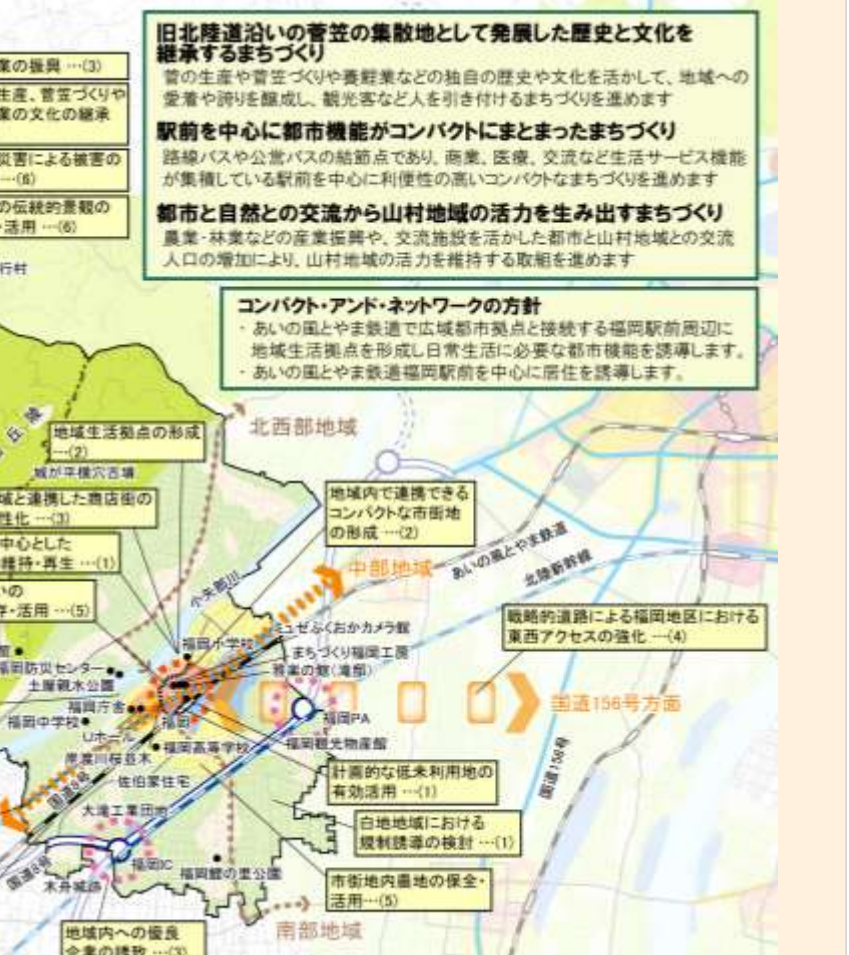 旧北陸道沿いの菅笠の集散地として発展した歴史と文化を
継承するまちづくり
菅の生産や菅笠づくりや養鯉業などの独自の歴史や文化を活かして、地域への
愛着や誇りを醸成し、観光客など人を引き付けるまちづくりを進めます
駅前を中心に都市機能がコンパクトにまとまったまちづくり
路線バスや公営バスの結節点であり、商業、医療、交流など生活サービス機能
が集積している駅前を中心に利便性の高いコンパクトなまちづくりを進めます
都市と自然との交流から山村地域の活力を生み出すまちづくり
農業・林業などの産業振興や、交流施設を活かした都市と山村地域との交流
人口の増加により、山村地域の活力を維持する取組を進めます
コンパクト・アンド・ネットワークの方針
・あいの風とやま鉄道で広域都市拠点と接続する福岡駅前周辺に
地域生活拠点を形成し日常生活に必要な都市機能を誘導します。
・あいの風とやま鉄道福岡駅前を中心に居住を誘導します。
業の振興 …(3)
生産、菅笠づくりや
業の文化の継承
災害による被害の
…(6)
の伝統的景観の
・活用 …(6)
行村
丘陵
北西部地域
地域生活拠点の形成
…(2)
城が平横穴古墳
域と連携した商店街の
性化 …(3)
中心とした
維持・再生 …(1)
いの
存・活用 …(5)
地域内で連携できる
コンパクトな市街地
の形成 …(2)
中部地域
あいの風とやま鉄道
北陸新幹線
小矢部川
戦略的道路による福岡地区における
東西アクセスの強化 …(4)
福岡小学校
ミュゼふくおかカメラ館
まちづくり福岡工房
雅楽の館(滝邸)
館
福岡防災センター
土屋親水公園
福岡庁舎
福岡中学校
福岡
Uホール
福岡PA
国道156号方面
福岡高等学校
福岡観光物産館
岸渡川桜並木
佐伯家住宅
国道8号
国道156号
計画的な低未利用地の
有効活用 …(1)
大滝工業団地
白地地域における
規制誘導の検討 …(1)
福岡IC
福岡鯉の里公園
国道8号
木舟城跡
市街地内農地の保全・
活用…(5)
地域内への優良
企業の誘致 …(3)
南部地域